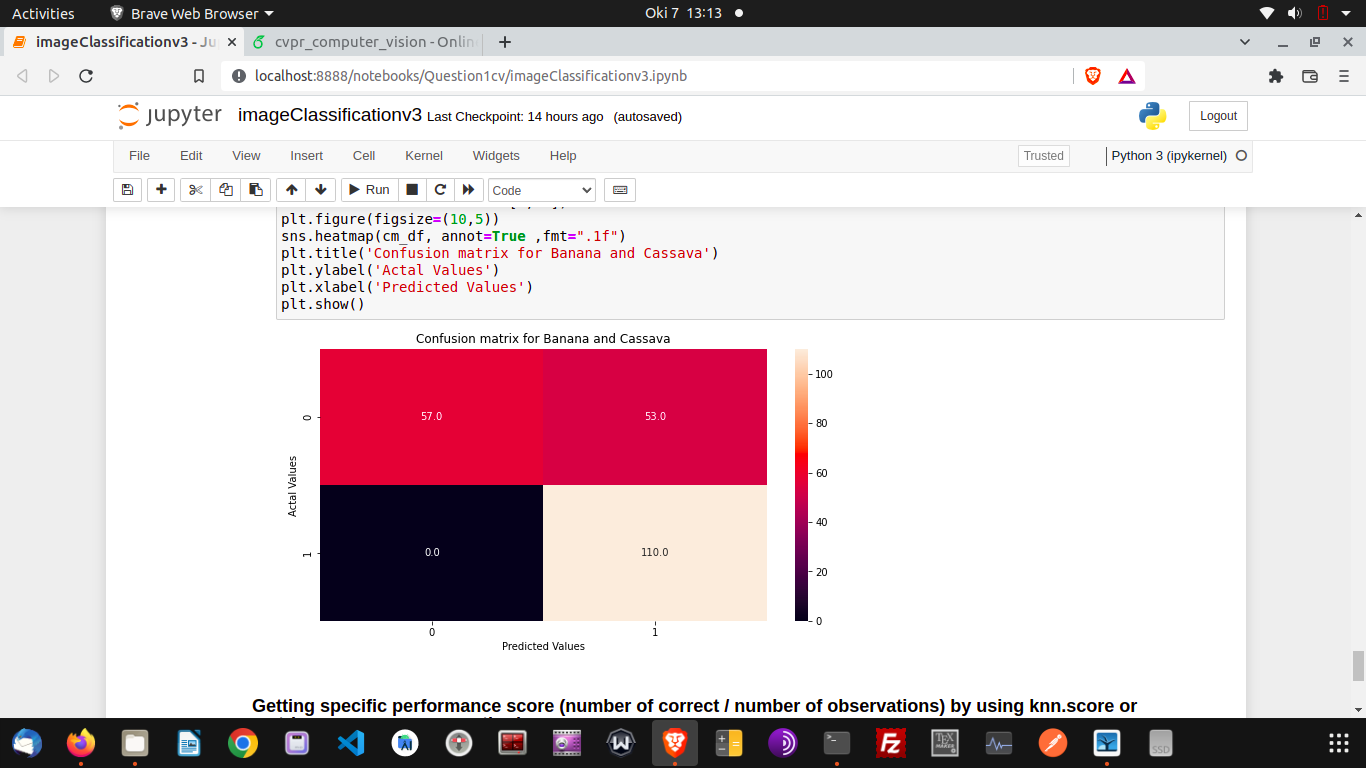 Activities
Brave Web Browser
Oki 7 13:13
imageClassificationv3 - Ju
cvpr_computer_vision - Onlin
localhost:8888/notebooks/Question1cv/imageClassificationv3.ipynb
jupyter imageClassificationv3 Last Checkpoint: 14 hours ago (autosaved)
Logout
File Edit View Insert Cell Kernel Widgets Help
Trusted
Python 3 (ipykernel)
Run
Code
plt.figure(figsize=(10,5))
sns.heatmap(cm_df, annot=True ,fmt=".1f")
plt.title('Confusion matrix for Banana and Cassava')
plt.ylabel('Actal Values')
plt.xlabel('Predicted Values')
plt.show()
Confusion matrix for Banana and Cassava
57.0
53.0
0.0
110.0
0
1
Actal Values
0
1
Predicted Values
100
80
60
40
20
0
Getting specific performance score (number of correct / number of observations) by using knn.score or
SSD